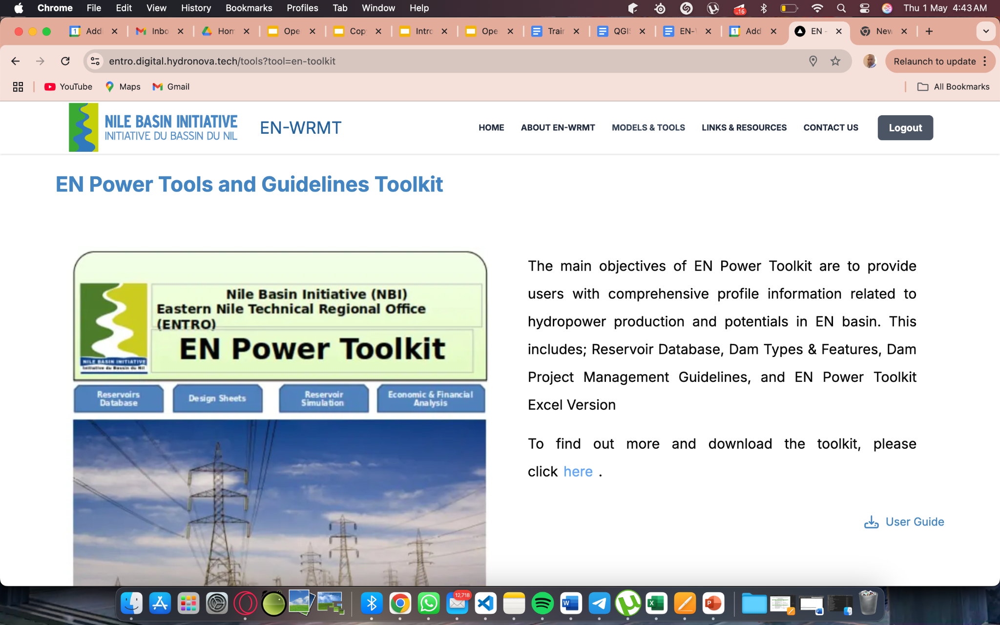 Chrome File Edit View History Bookmarks Profiles Tab Window Help ..16 Thu 1 May 4:43 AM
1 Addi Inbo Hom Ope Cop Intro Ope Train QGIS EN- 1 Add EN - New
entro.digital.hydronova.tech/tools?tool=en-toolkit Relaunch to update
YouTube Maps Gmail All Bookmarks
NILE BASIN INITIATIVE
INITIATIVE DU BASSIN DU NIL
EN-WRMT
HOME ABOUT EN-WRMT MODELS & TOOLS LINKS & RESOURCES CONTACT US Logout
EN Power Tools and Guidelines Toolkit
Nile Basin Initiative (NBI)
Eastern Nile Technical Regional Office
(ENTRO)
EN Power Toolkit
NILE BASIN INITIATIVE
Initiative du Bassin du Nil
Reservoirs
Database
Design Sheets
Reservoir
Simulation
Economic & Financial
Analysis
The main objectives of EN Power Toolkit are to provide
users with comprehensive profile information related to
hydropower production and potentials in EN basin. This
includes; Reservoir Database, Dam Types & Features, Dam
Project Management Guidelines, and EN Power Toolkit
Excel Version
To find out more and download the toolkit, please
click here .
User Guide
12,718